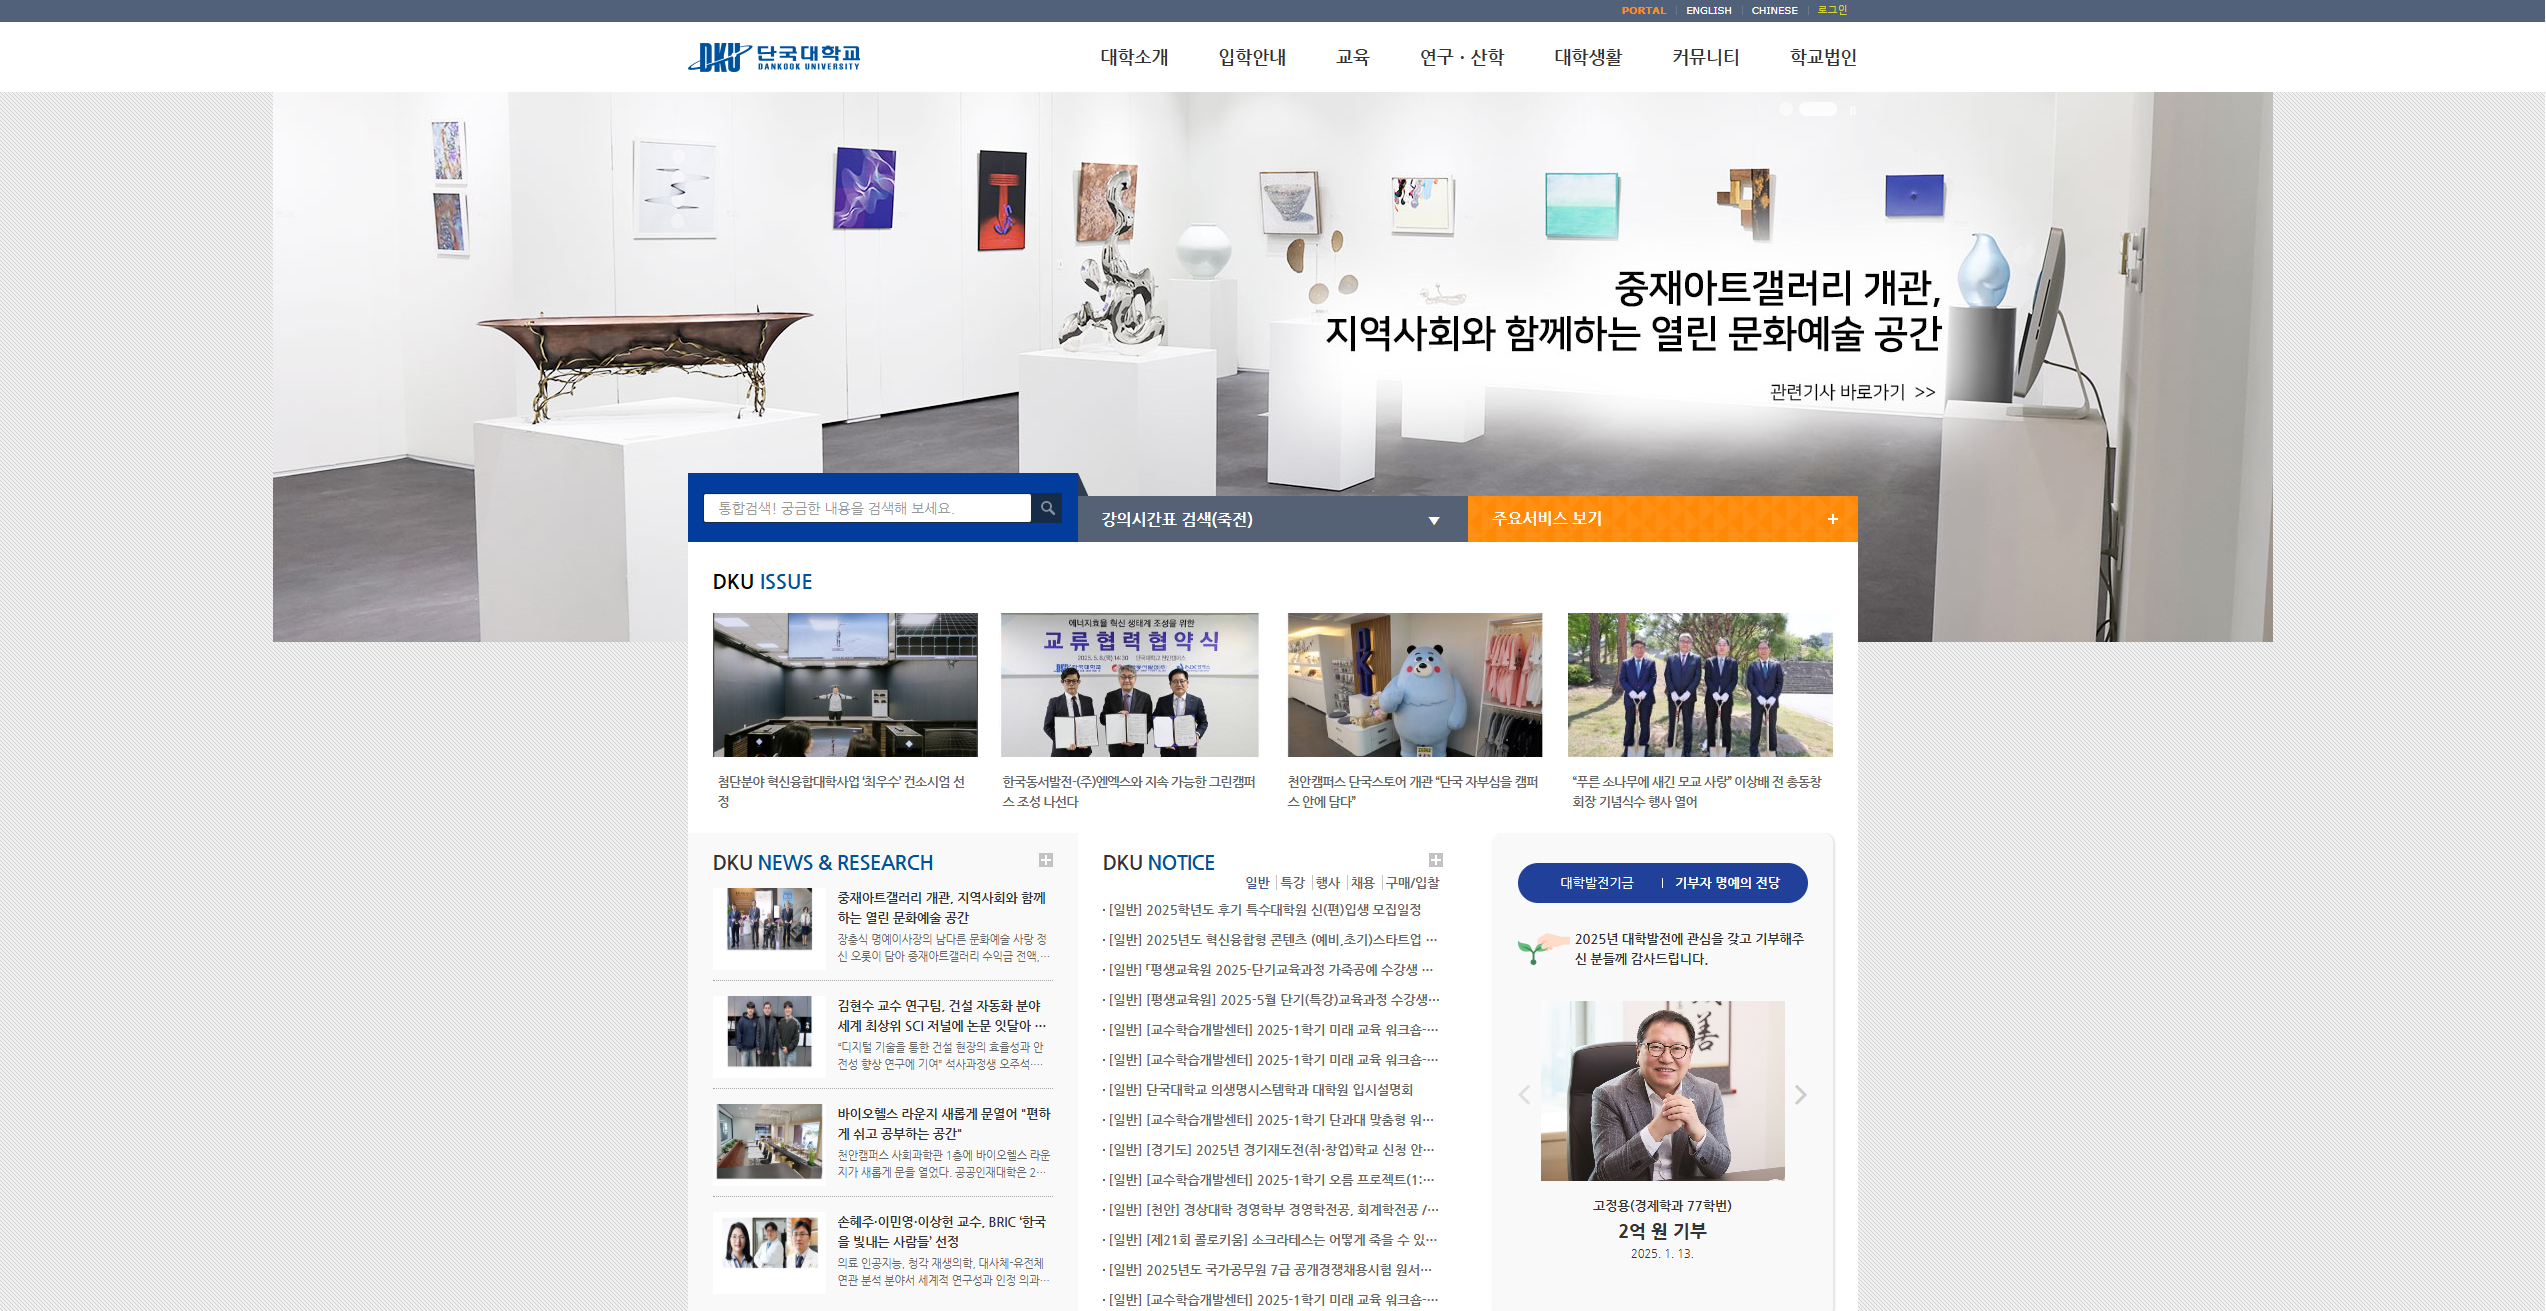 PORTAL
ENGLISH
CHINESE
로그인
DKU 단국대학교
DANKOOK UNIVERSITY
대학소개
입학안내
교육
연구 · 산학
대학생활
커뮤니티
학교법인
중재아트갤러리 개관,
지역사회와 함께하는 열린 문화예술 공간
관련기사 바로가기 >>
통합검색! 궁금한 내용을 검색해 보세요.
강의시간표 검색(죽전)
주요서비스 보기
DKU ISSUE
에너지효율 혁신 생태계 조성을 위한
교류협력협약식
2025. 5. 8.(목) 14:30 단국대학교 천안캠퍼스
첨단분야 혁신융합대학사업 ‘최우수’ 컨소시엄 선
정
한국동서발전-(주)엔엑스와 지속 가능한 그린캠퍼
스 조성 나선다
천안캠퍼스 단국스토어 개관 “단국 자부심을 캠퍼
스 안에 담다”
“푸른 소나무에 새긴 모교 사랑” 이상배 전 총동창
회장 기념식수 행사 열어
DKU NEWS & RESEARCH
중재아트갤러리 개관, 지역사회와 함께
하는 열린 문화예술 공간
장충식 명예이사장의 남다른 문화예술 사랑 정
신 오롯이 담아 중재아트갤러리 수익금 전액,…
김현수 교수 연구팀, 건설 자동화 분야
세계 최상위 SCI 저널에 논문 잇달아 …
“디지털 기술을 통한 건설 현장의 효율성과 안
전성 향상 연구에 기여” 석사과정생 오주석·…
바이오헬스 라운지 새롭게 문열어 "편하
게 쉬고 공부하는 공간"
천안캠퍼스 사회과학관 1층에 바이오헬스 라운
지가 새롭게 문을 열었다. 공공인재대학은 2…
손혜주·이민영·이상헌 교수, BRIC ‘한국
을 빛내는 사람들’ 선정
의료 인공지능, 청각 재생의학, 대사체-유전체
연관 분석 분야서 세계적 연구성과 인정 의과…
DKU NOTICE
일반 | 특강 | 행사 | 채용 | 구매/입찰
· [일반] 2025학년도 후기 특수대학원 신(편)입생 모집일정
· [일반] 2025년도 혁신융합형 콘텐츠 (예비,초기)스타트업 …
· [일반] 「평생교육원 2025-단기교육과정 가죽공예 수강생 …
· [일반] [평생교육원] 2025-5월 단기(특강)교육과정 수강생…
· [일반] [교수학습개발센터] 2025-1학기 미래 교육 워크숍-…
· [일반] [교수학습개발센터] 2025-1학기 미래 교육 워크숍-…
· [일반] 단국대학교 의생명시스템학과 대학원 입시설명회
· [일반] [교수학습개발센터] 2025-1학기 단과대 맞춤형 워…
· [일반] [경기도] 2025년 경기재도전(취·창업)학교 신청 안…
· [일반] [교수학습개발센터] 2025-1학기 오름 프로젝트(1:…
· [일반] [천안] 경상대학 경영학부 경영학전공, 회계학전공 /…
· [일반] [제21회 콜로키움] 소크라테스는 어떻게 죽을 수 있…
· [일반] 2025년도 국가공무원 7급 공개경쟁채용시험 원서…
· [일반] [교수학습개발센터] 2025-1학기 미래 교육 워크숍-…
대학발전기금 | 기부자 명예의 전당
2025년 대학발전에 관심을 갖고 기부해주
신 분들께 감사드립니다.
善
고정용(경제학과 77학번)
2억 원 기부
2025. 1. 13.